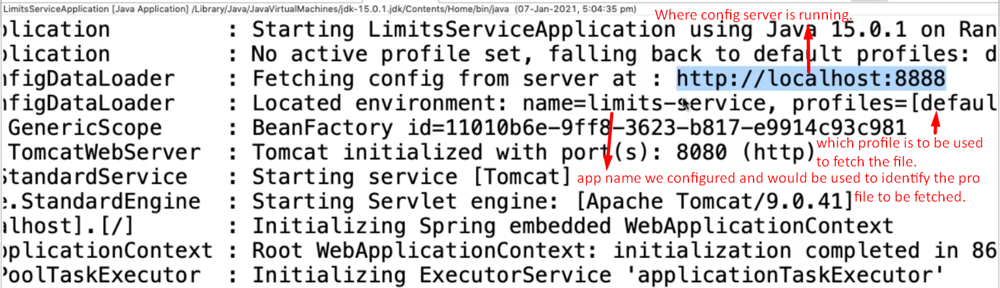 LimitsServiceApplication [Java Application] /Library/Java/JavaVirtualMachines/jdk-15.0.1.jdk/Contents/Home/bin/java (07-Jan-2021, 5:04:35 pm)
Where config server is running.
plication : Starting LimitsServiceApplication using Java 15.0.1 on Ran
plication : No active profile set, falling back to default profiles: d
nfigDataLoader : Fetching config from server at : http://localhost:8888
nfigDataLoader : Located environment: name=limits-service, profiles=[defaul
GenericScope : BeanFactory id=11010b6e-9ff8-3623-b817-e9914c93c981
which profile is to be used
to fetch the file.
TomcatWebServer : Tomcat initialized with port(s): 8080 (http)
StandardService : Starting service [Tomcat]
app name we configured and would be used to identify the pro
file to be fetched.
e.StandardEngine : Starting Servlet engine: [Apache Tomcat/9.0.41]
alhost].[/] : Initializing Spring embedded WebApplicationContext
pplicationContext : Root WebApplicationContext: initialization completed in 86
PoolTaskExecutor : Initializing ExecutorService 'applicationTaskExecutor'